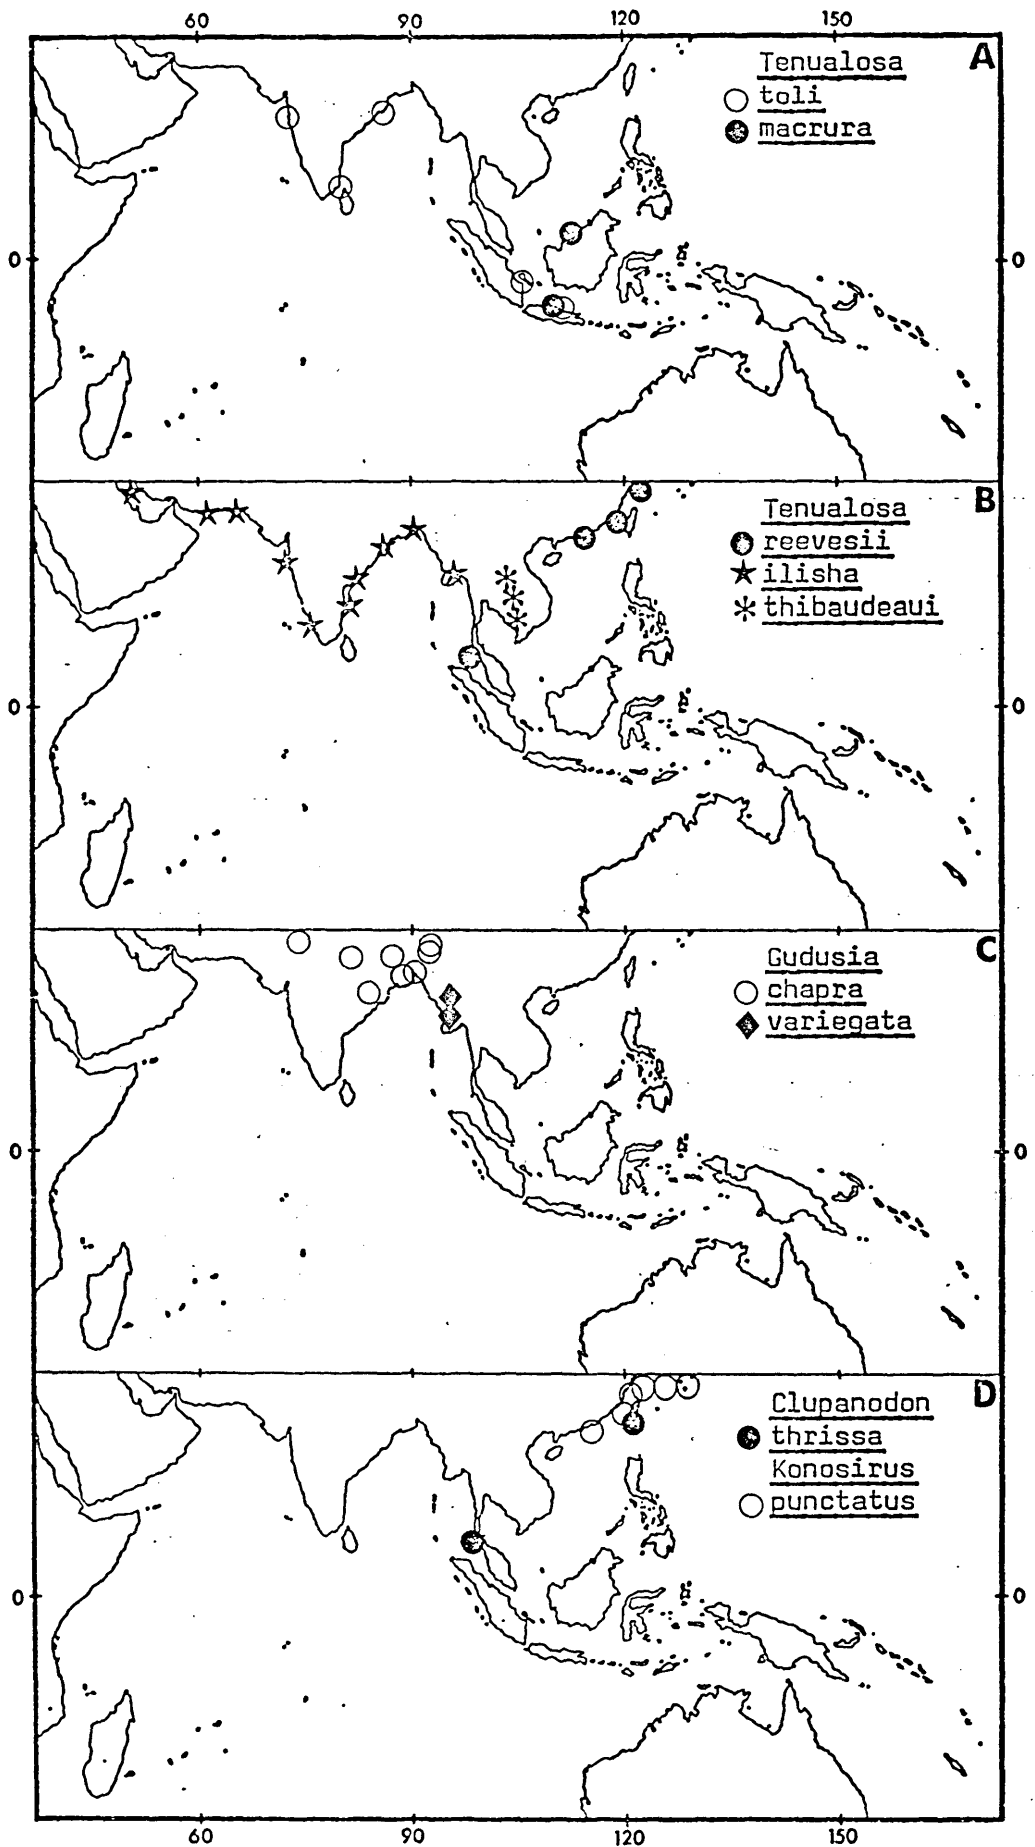 60 90 120 150
A
Tenualosa
toli
macrura
0 0
B
Tenualosa
reevesii
ilisha
thibaudeaui
0 0
C
Gudusia
chapra
variegata
0 0
D
Clupanodon
thrissa
Konosirus
punctatus
0 0
60 90 120 150